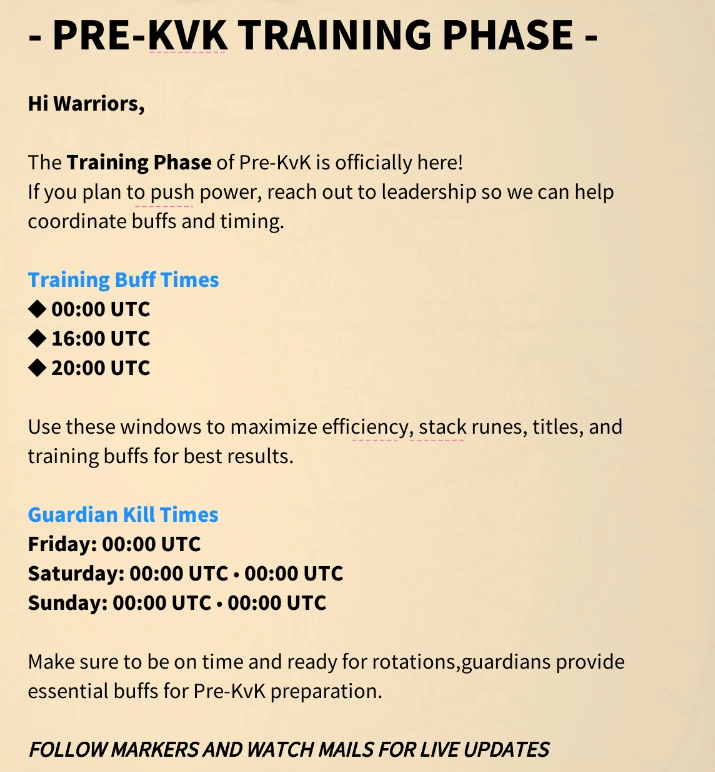 - PRE-KVK TRAINING PHASE -
Hi Warriors,
The Training Phase of Pre-KvK is officially here!
If you plan to push power, reach out to leadership so we can help
coordinate buffs and timing.
Training Buff Times
◆ 00:00 UTC
◆ 16:00 UTC
◆ 20:00 UTC
Use these windows to maximize efficiency, stack runes, titles, and
training buffs for best results.
Guardian Kill Times
Friday: 00:00 UTC
Saturday: 00:00 UTC • 00:00 UTC
Sunday: 00:00 UTC • 00:00 UTC
Make sure to be on time and ready for rotations,guardians provide
essential buffs for Pre-KvK preparation.
FOLLOW MARKERS AND WATCH MAILS FOR LIVE UPDATES